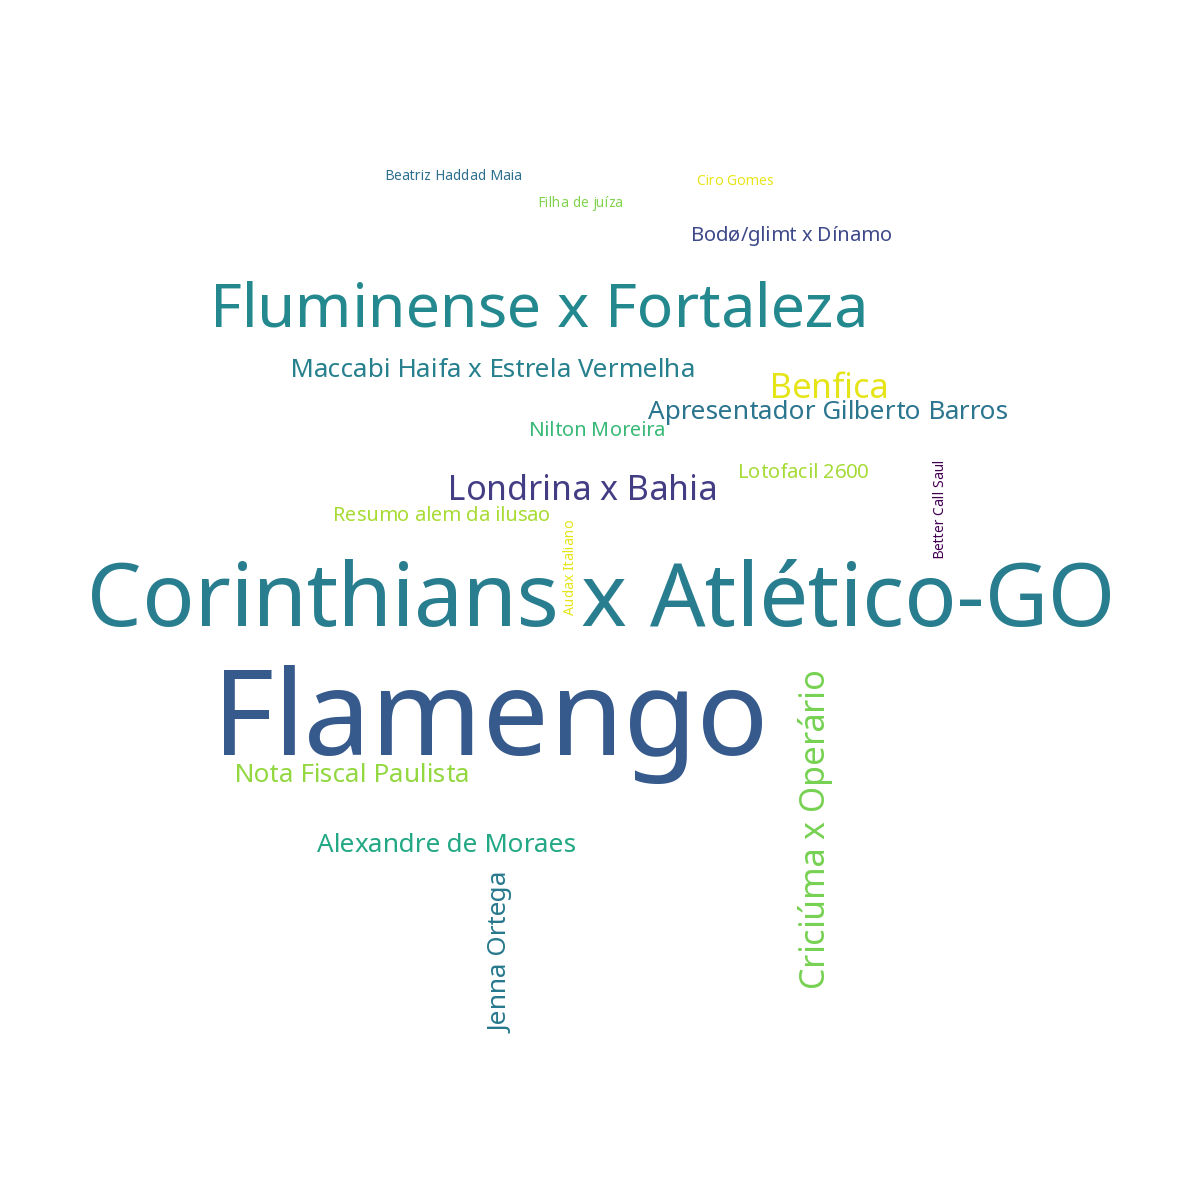 Beatriz Haddad Maia
Ciro Gomes
Filha de juíza
Bodø/glimt x Dínamo
Fluminense x Fortaleza
Maccabi Haifa x Estrela Vermelha
Benfica
Apresentador Gilberto Barros
Nilton Moreira
Lotofacil 2600
Londrina x Bahia
Better Call Saul
Resumo alem da ilusao
Audax Italiano
Corinthians x Atlético-GO
Flamengo
Criciúma x Operário
Nota Fiscal Paulista
Alexandre de Moraes
Jenna Ortega